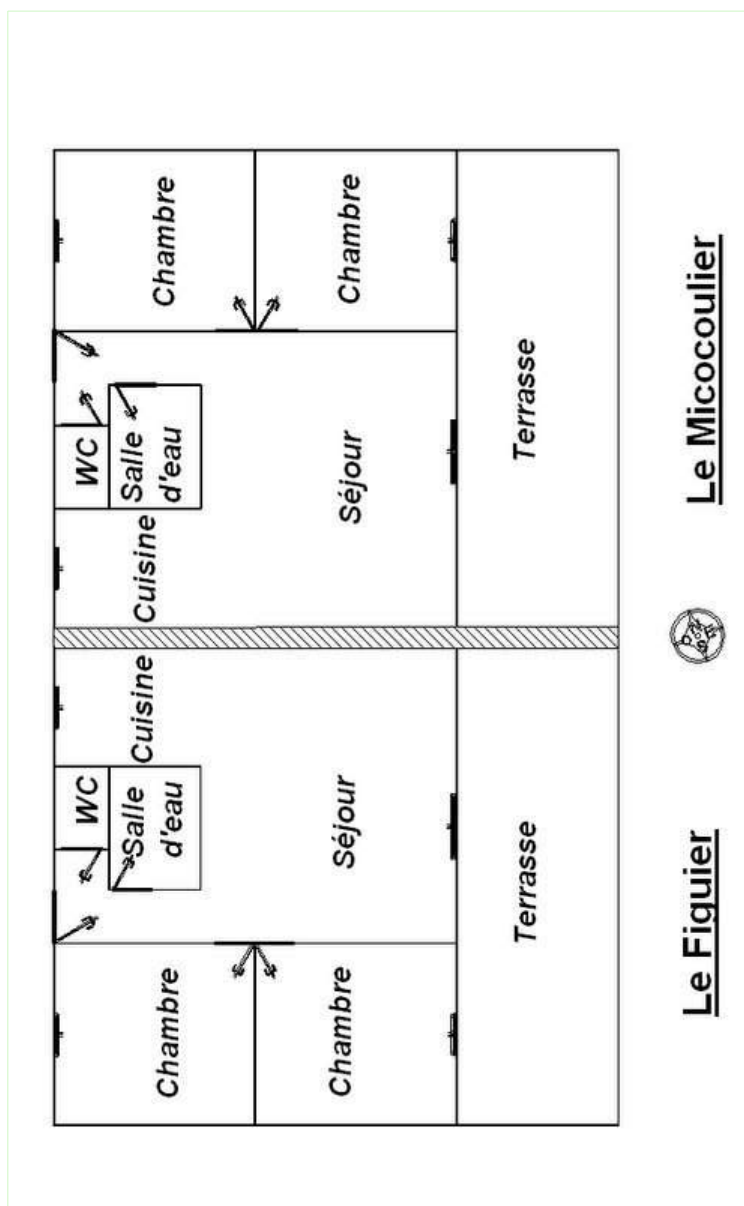 Chambre
WC
Salle
d'eau
Cuisine
Cuisine
WC
Salle
d'eau
Chambre
Chambre
Séjour
Séjour
Chambre
Terrasse
Terrasse
Le Figuier
Le Micocoulier